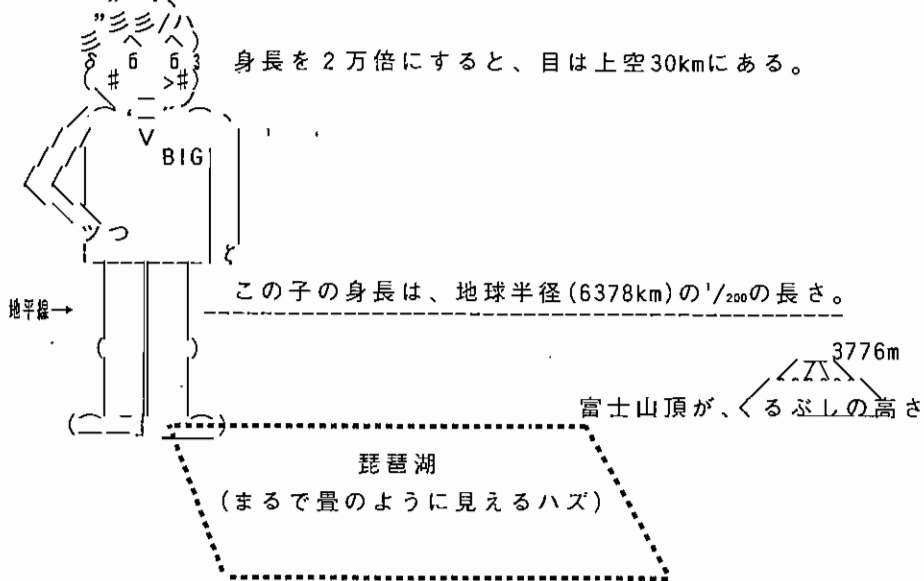 身長を2万倍にすると、目は上空30kmにある。
BIG
この子の身長は、地球半径(6378km)の1/200の長さ。
地平線→
3776m
富士山頂が、くるぶしの高さ
琵琶湖
(まるで畳のように見えるハズ)